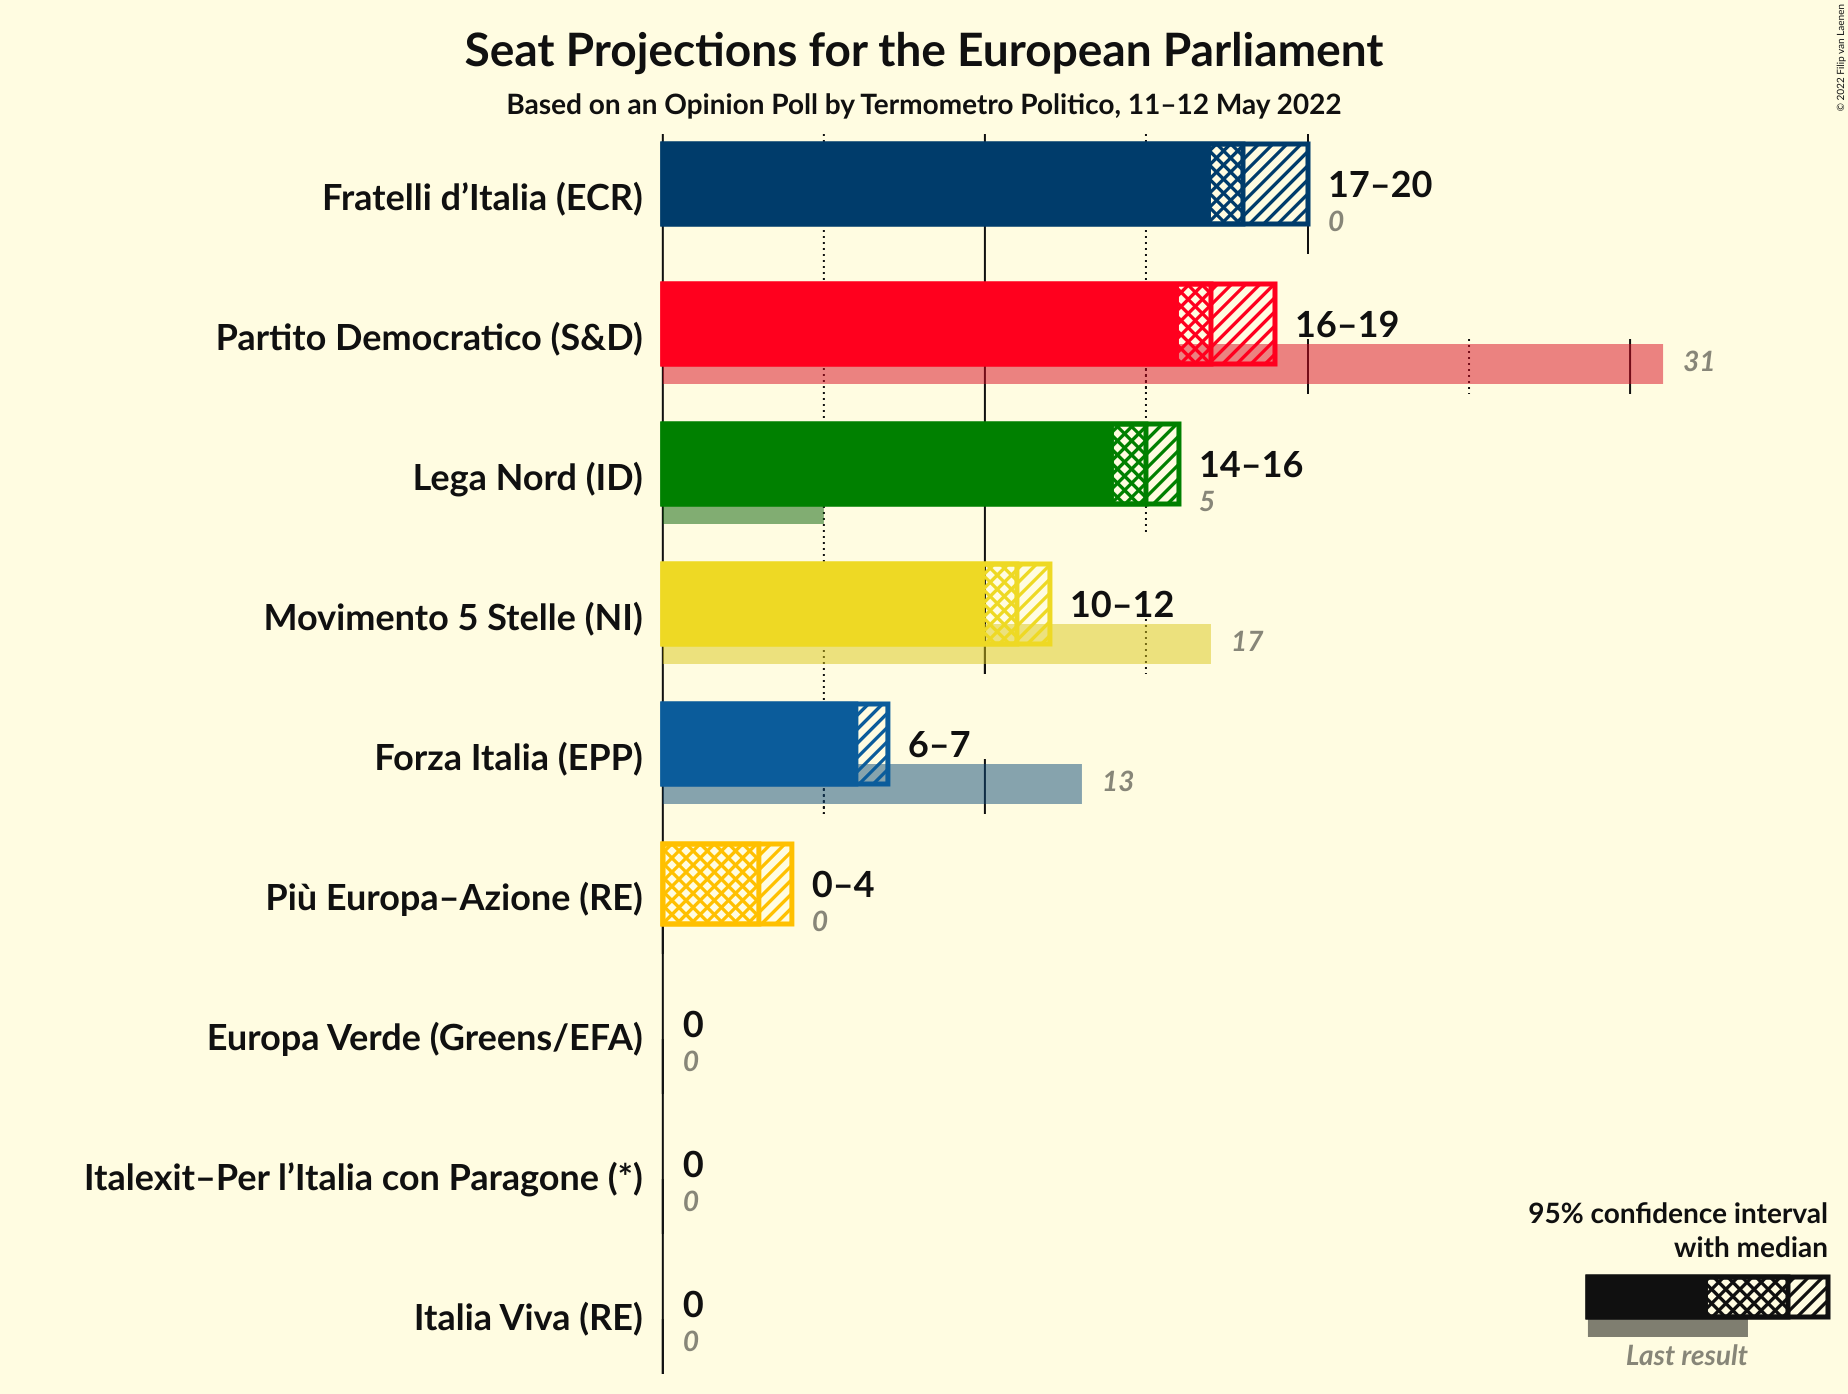 Seat Projections for the European Parliament
Based on an Opinion Poll by Termometro Politico, 11–12 May 2022
© 2022 Filip van Laenen
Fratelli d’Italia (ECR)
17–20
0
Partito Democratico (S&D)
16–19
31
Lega Nord (ID)
14–16
5
Movimento 5 Stelle (NI)
10–12
17
Forza Italia (EPP)
6–7
13
Più Europa–Azione (RE)
0–4
0
Europa Verde (Greens/EFA)
0
0
Italexit–Per l’Italia con Paragone (*)
0
0
Italia Viva (RE)
0
0
95% confidence interval
with median
Last result